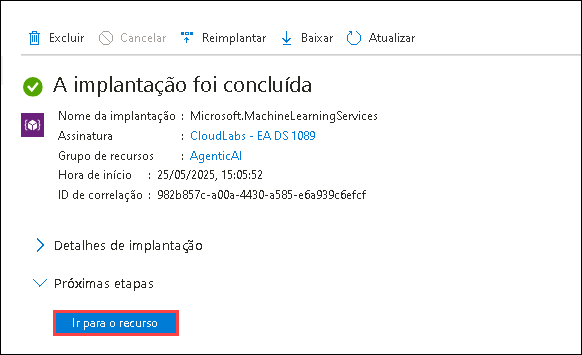 Excluir Cancelar Reimplantar Baixar Atualizar
A implantação foi concluída
Nome da implantação : Microsoft.MachineLearningServices
Assinatura : CloudLabs - EA DS 1089
Grupo de recursos : AgenticAI
Hora de início : 25/05/2025, 15:05:52
ID de correlação : 982b857c-a00a-4430-a585-e6a939c6efcf
Detalhes de implantação
Próximas etapas
Ir para o recurso